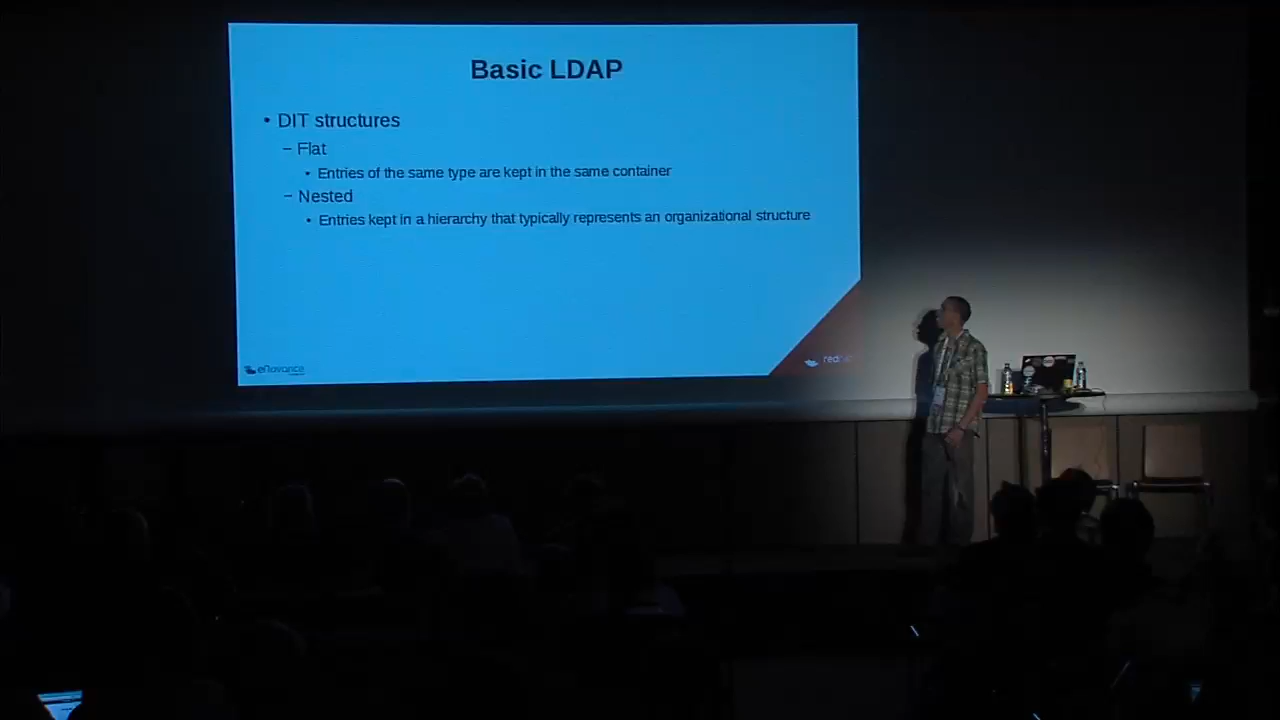 Basic LDAP
• DIT structures
– Flat
• Entries of the same type are kept in the same container
– Nested
• Entries kept in a hierarchy that typically represents an organizational structure
eNovance